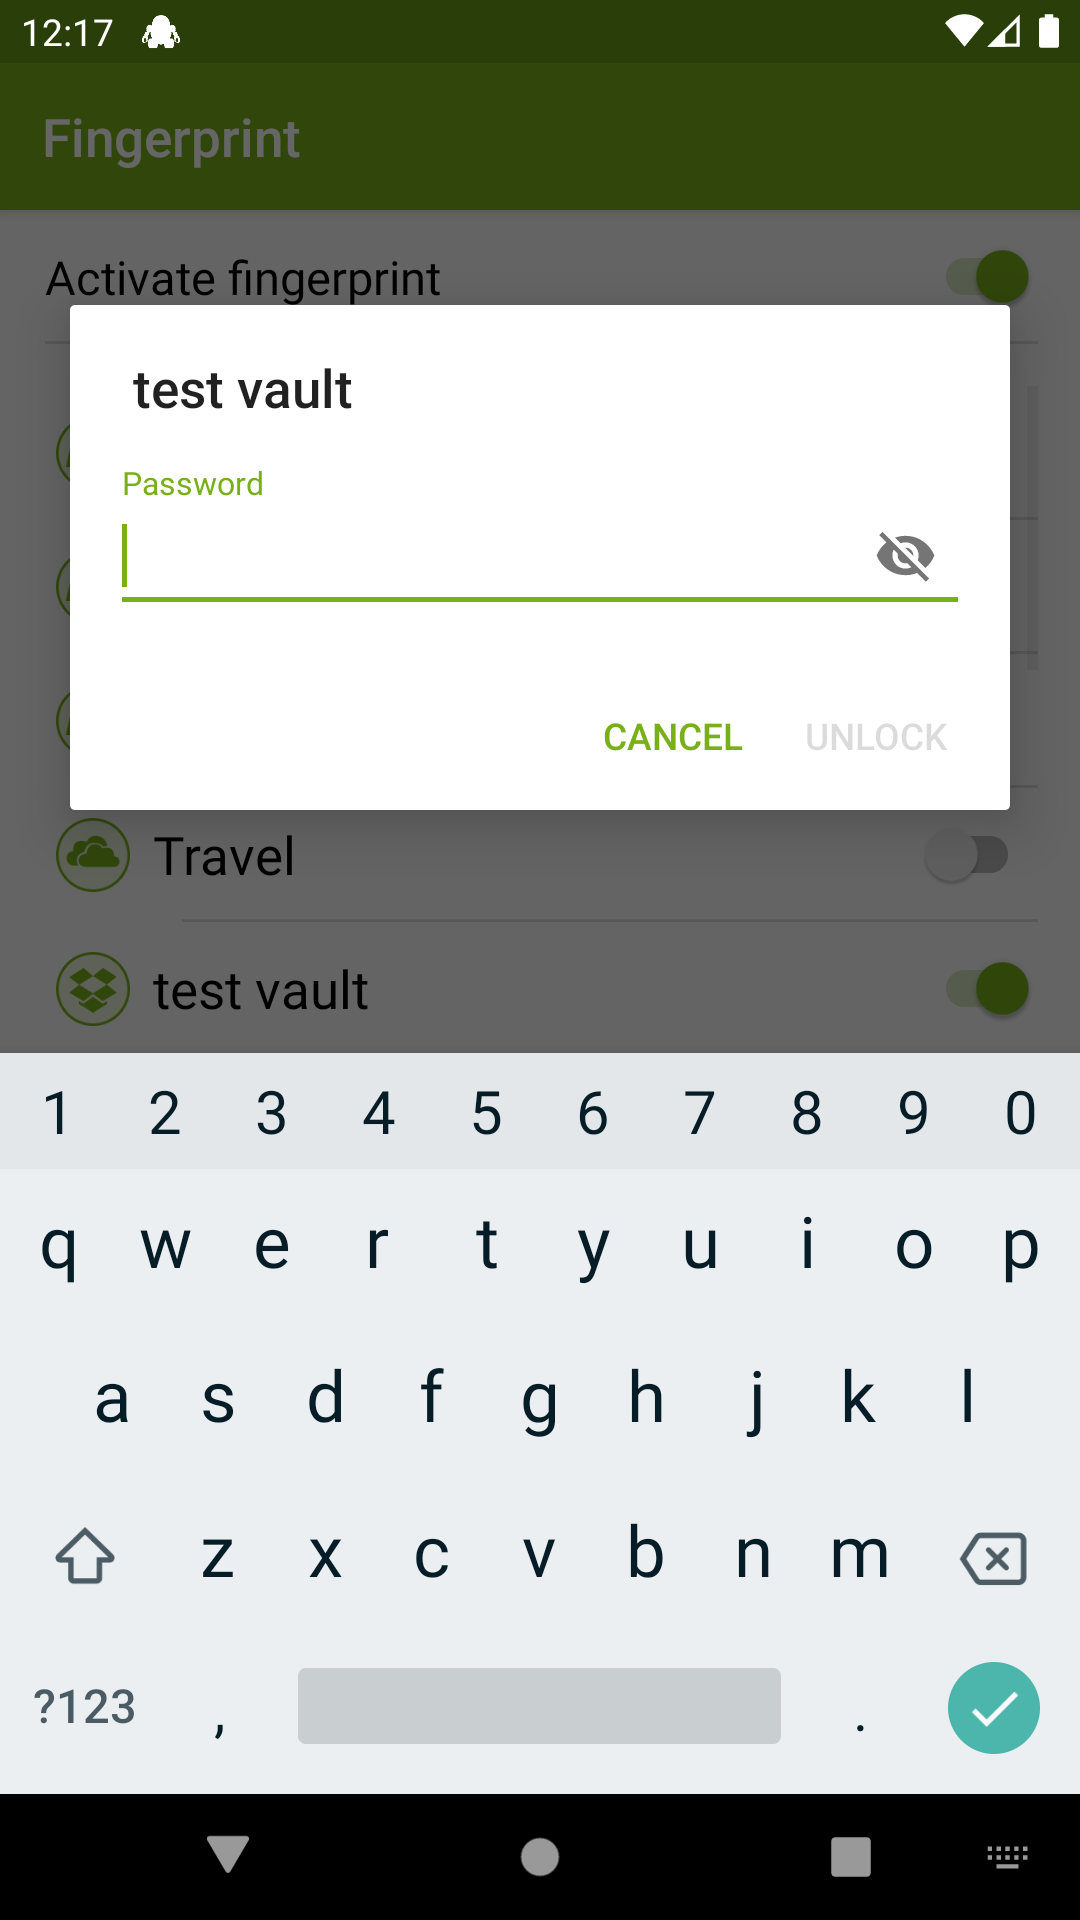 12:17
Fingerprint
Activate fingerprint
test vault
Password
CANCEL UNLOCK
Travel
test vault
1 2 3 4 5 6 7 8 9 0
q w e r t y u i o p
a s d f g h j k l
z x c v b n m
?123 , .